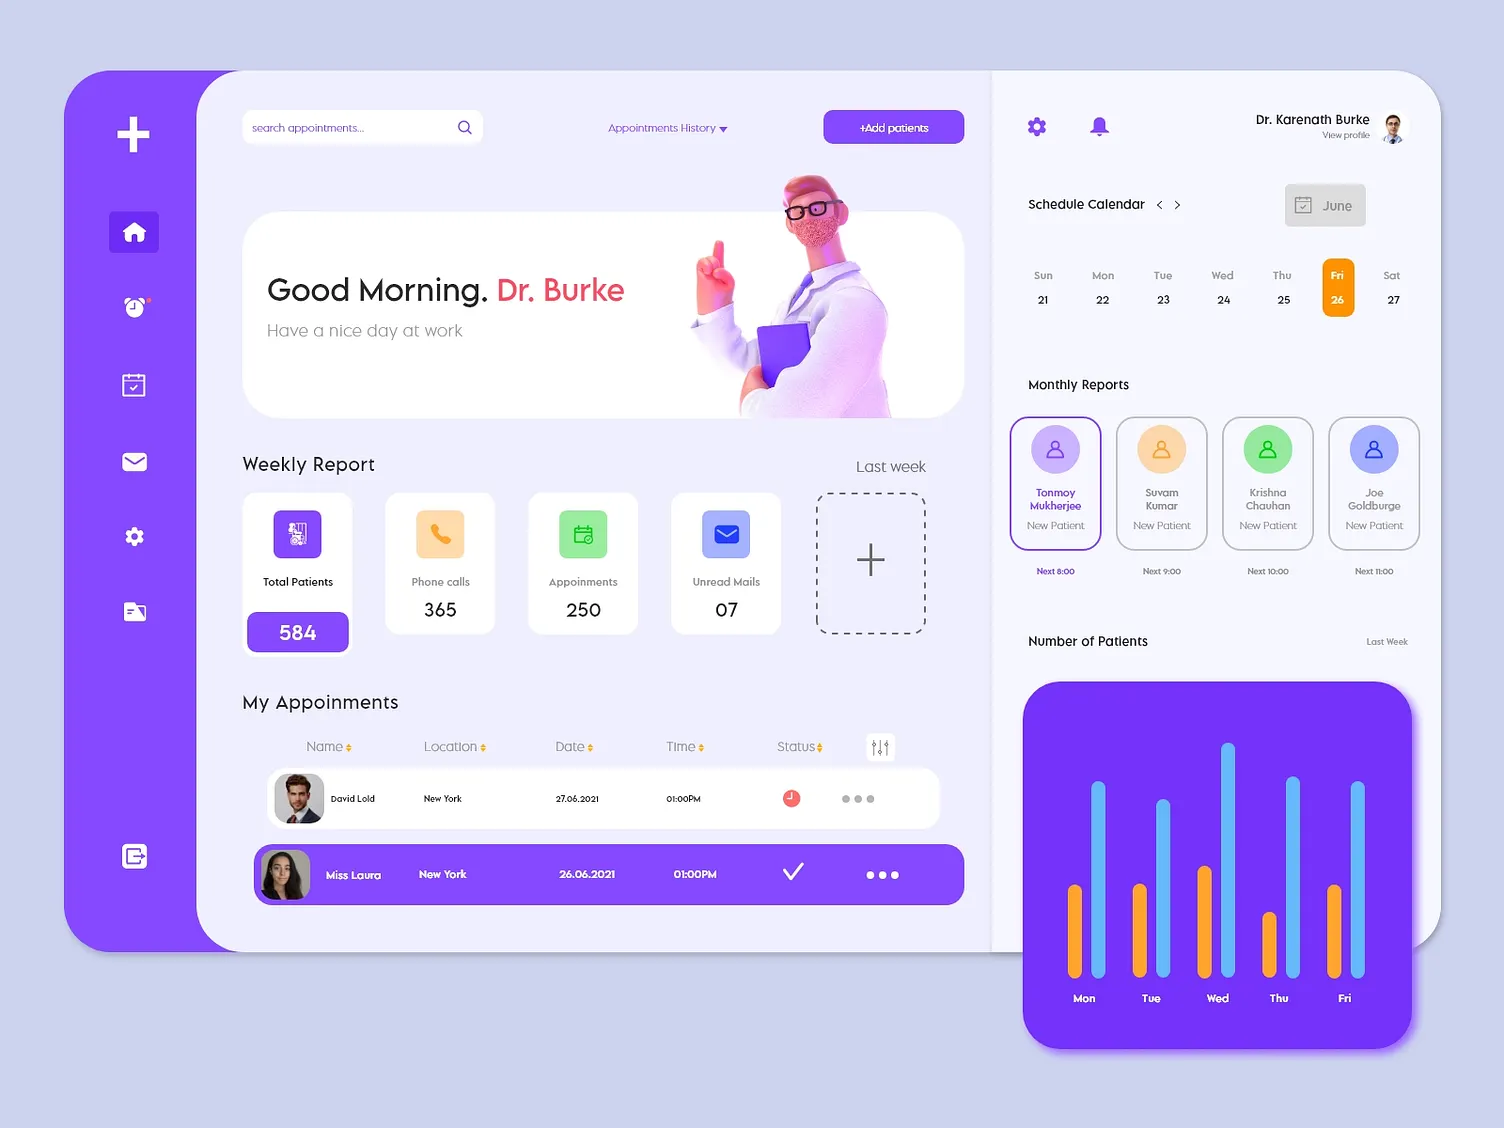 search appointments...
Appointments History
+Add patients
Dr. Karenath Burke
View profile
Good Morning. Dr. Burke
Have a nice day at work
Schedule Calendar < >
June
Sun Mon Tue Wed Thu Fri Sat
21 22 23 24 25 26 27
Monthly Reports
Tonmoy
Mukherjee
New Patient
Next 8:00
Suvam
Kumar
New Patient
Next 9:00
Krishna
Chauhan
New Patient
Next 10:00
Joe
Goldburge
New Patient
Next 11:00
Weekly Report
Last week
Total Patients
584
Phone calls
365
Appoinments
250
Unread Mails
07
My Appoinments
Name Location Date Time Status
David Lold New York 27.06.2021 01:00PM
Miss Laura New York 26.06.2021 01:00PM
Number of Patients
Last Week
Mon Tue Wed Thu Fri